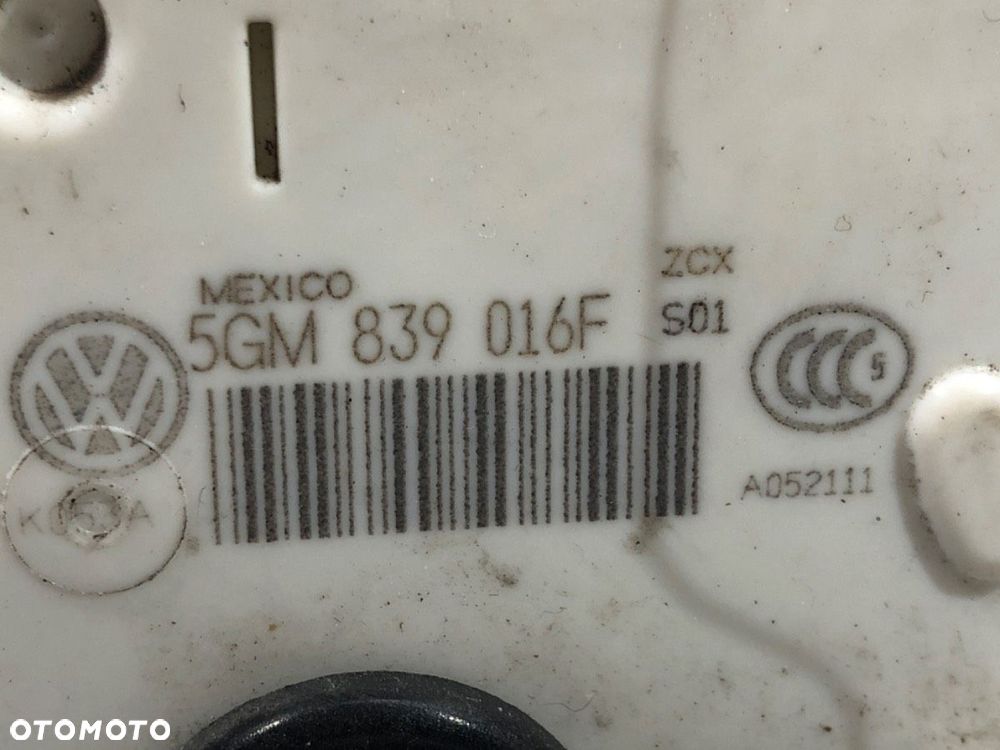 MEXICO
ZCX
5GM 839 016F
S01
A052111
OTOMOTO